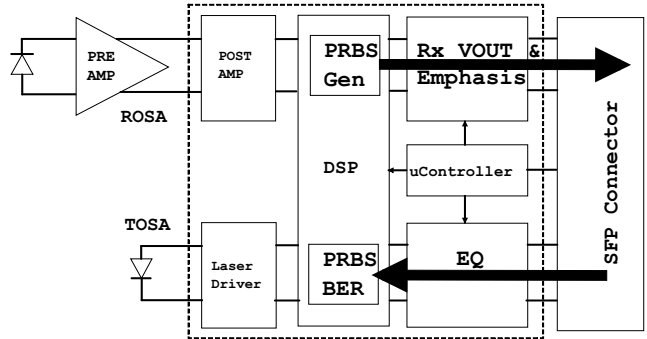 PRE
AMP
ROSA
POST
AMP
PRBS
Gen
Rx VOUT &
Emphasis
DSP
uController
SFP Connector
TOSA
Laser
Driver
PRBS
BER
EQ